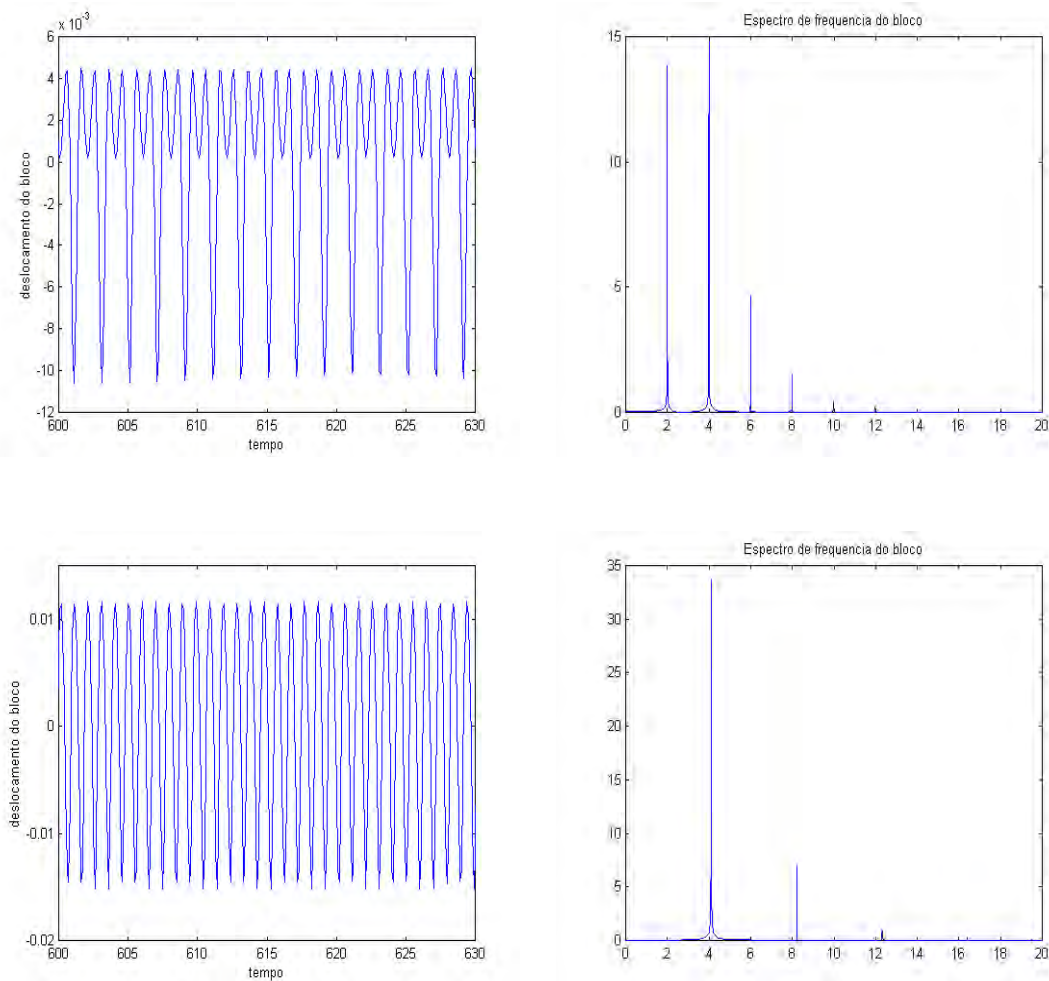 x 10⁻³
6
4
2
0
-2
-4
-6
-8
-10
-12
deslocamento do bloco
600 605 610 615 620 625 630
tempo
Espectro de frequencia do bloco
15
10
5
0
0 2 4 6 8 10 12 14 16 18 20
0.01
0
-0.01
-0.02
deslocamento do bloco
600 605 610 615 620 625 630
tempo
Espectro de frequencia do bloco
35
30
25
20
15
10
5
0
0 2 4 6 8 10 12 14 16 18 20